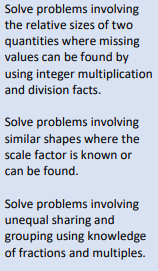 Solve problems involving
the relative sizes of two
quantities where missing
values can be found by
using integer multiplication
and division facts.

Solve problems involving
similar shapes where the
scale factor is known or
can be found.

Solve problems involving
unequal sharing and
grouping using knowledge
of fractions and multiples.